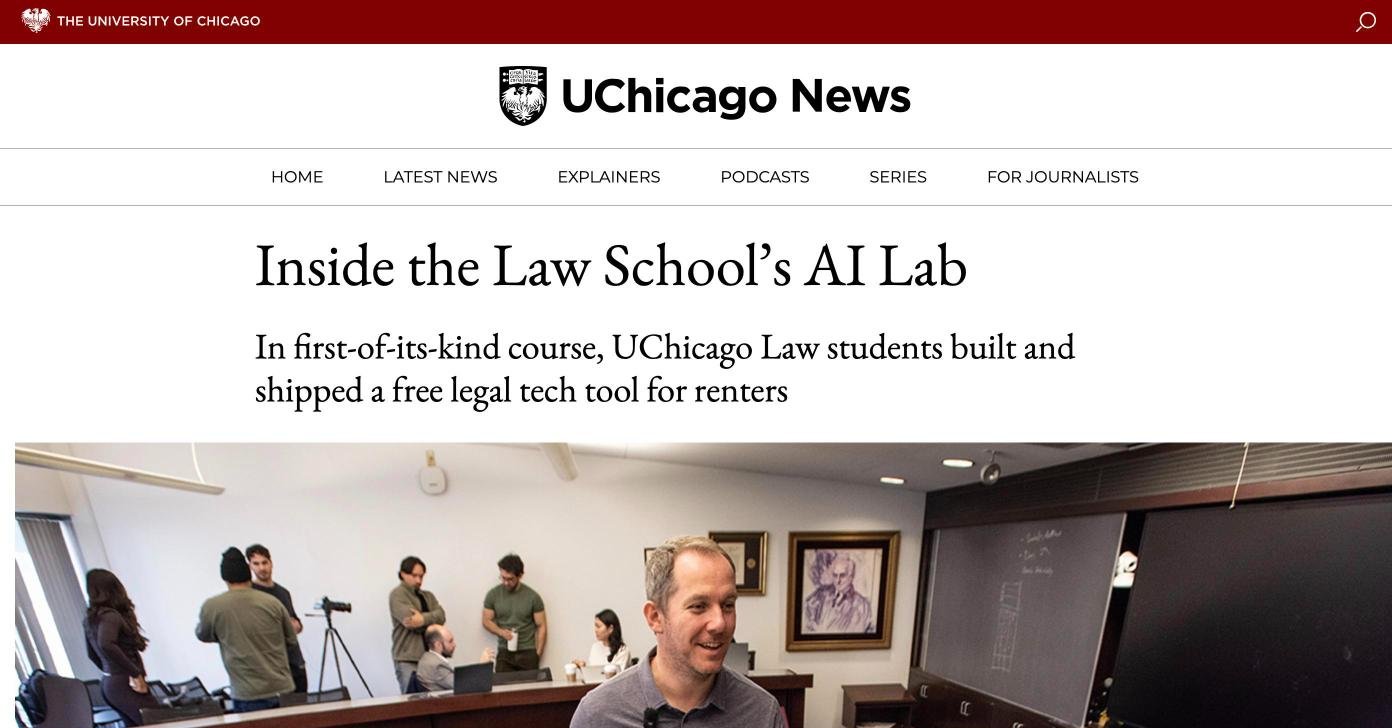 THE UNIVERSITY OF CHICAGO
UChicago News
HOME
LATEST NEWS
EXPLAINERS
PODCASTS
SERIES
FOR JOURNALISTS
Inside the Law School’s AI Lab
In first-of-its-kind course, UChicago Law students built and
shipped a free legal tech tool for renters